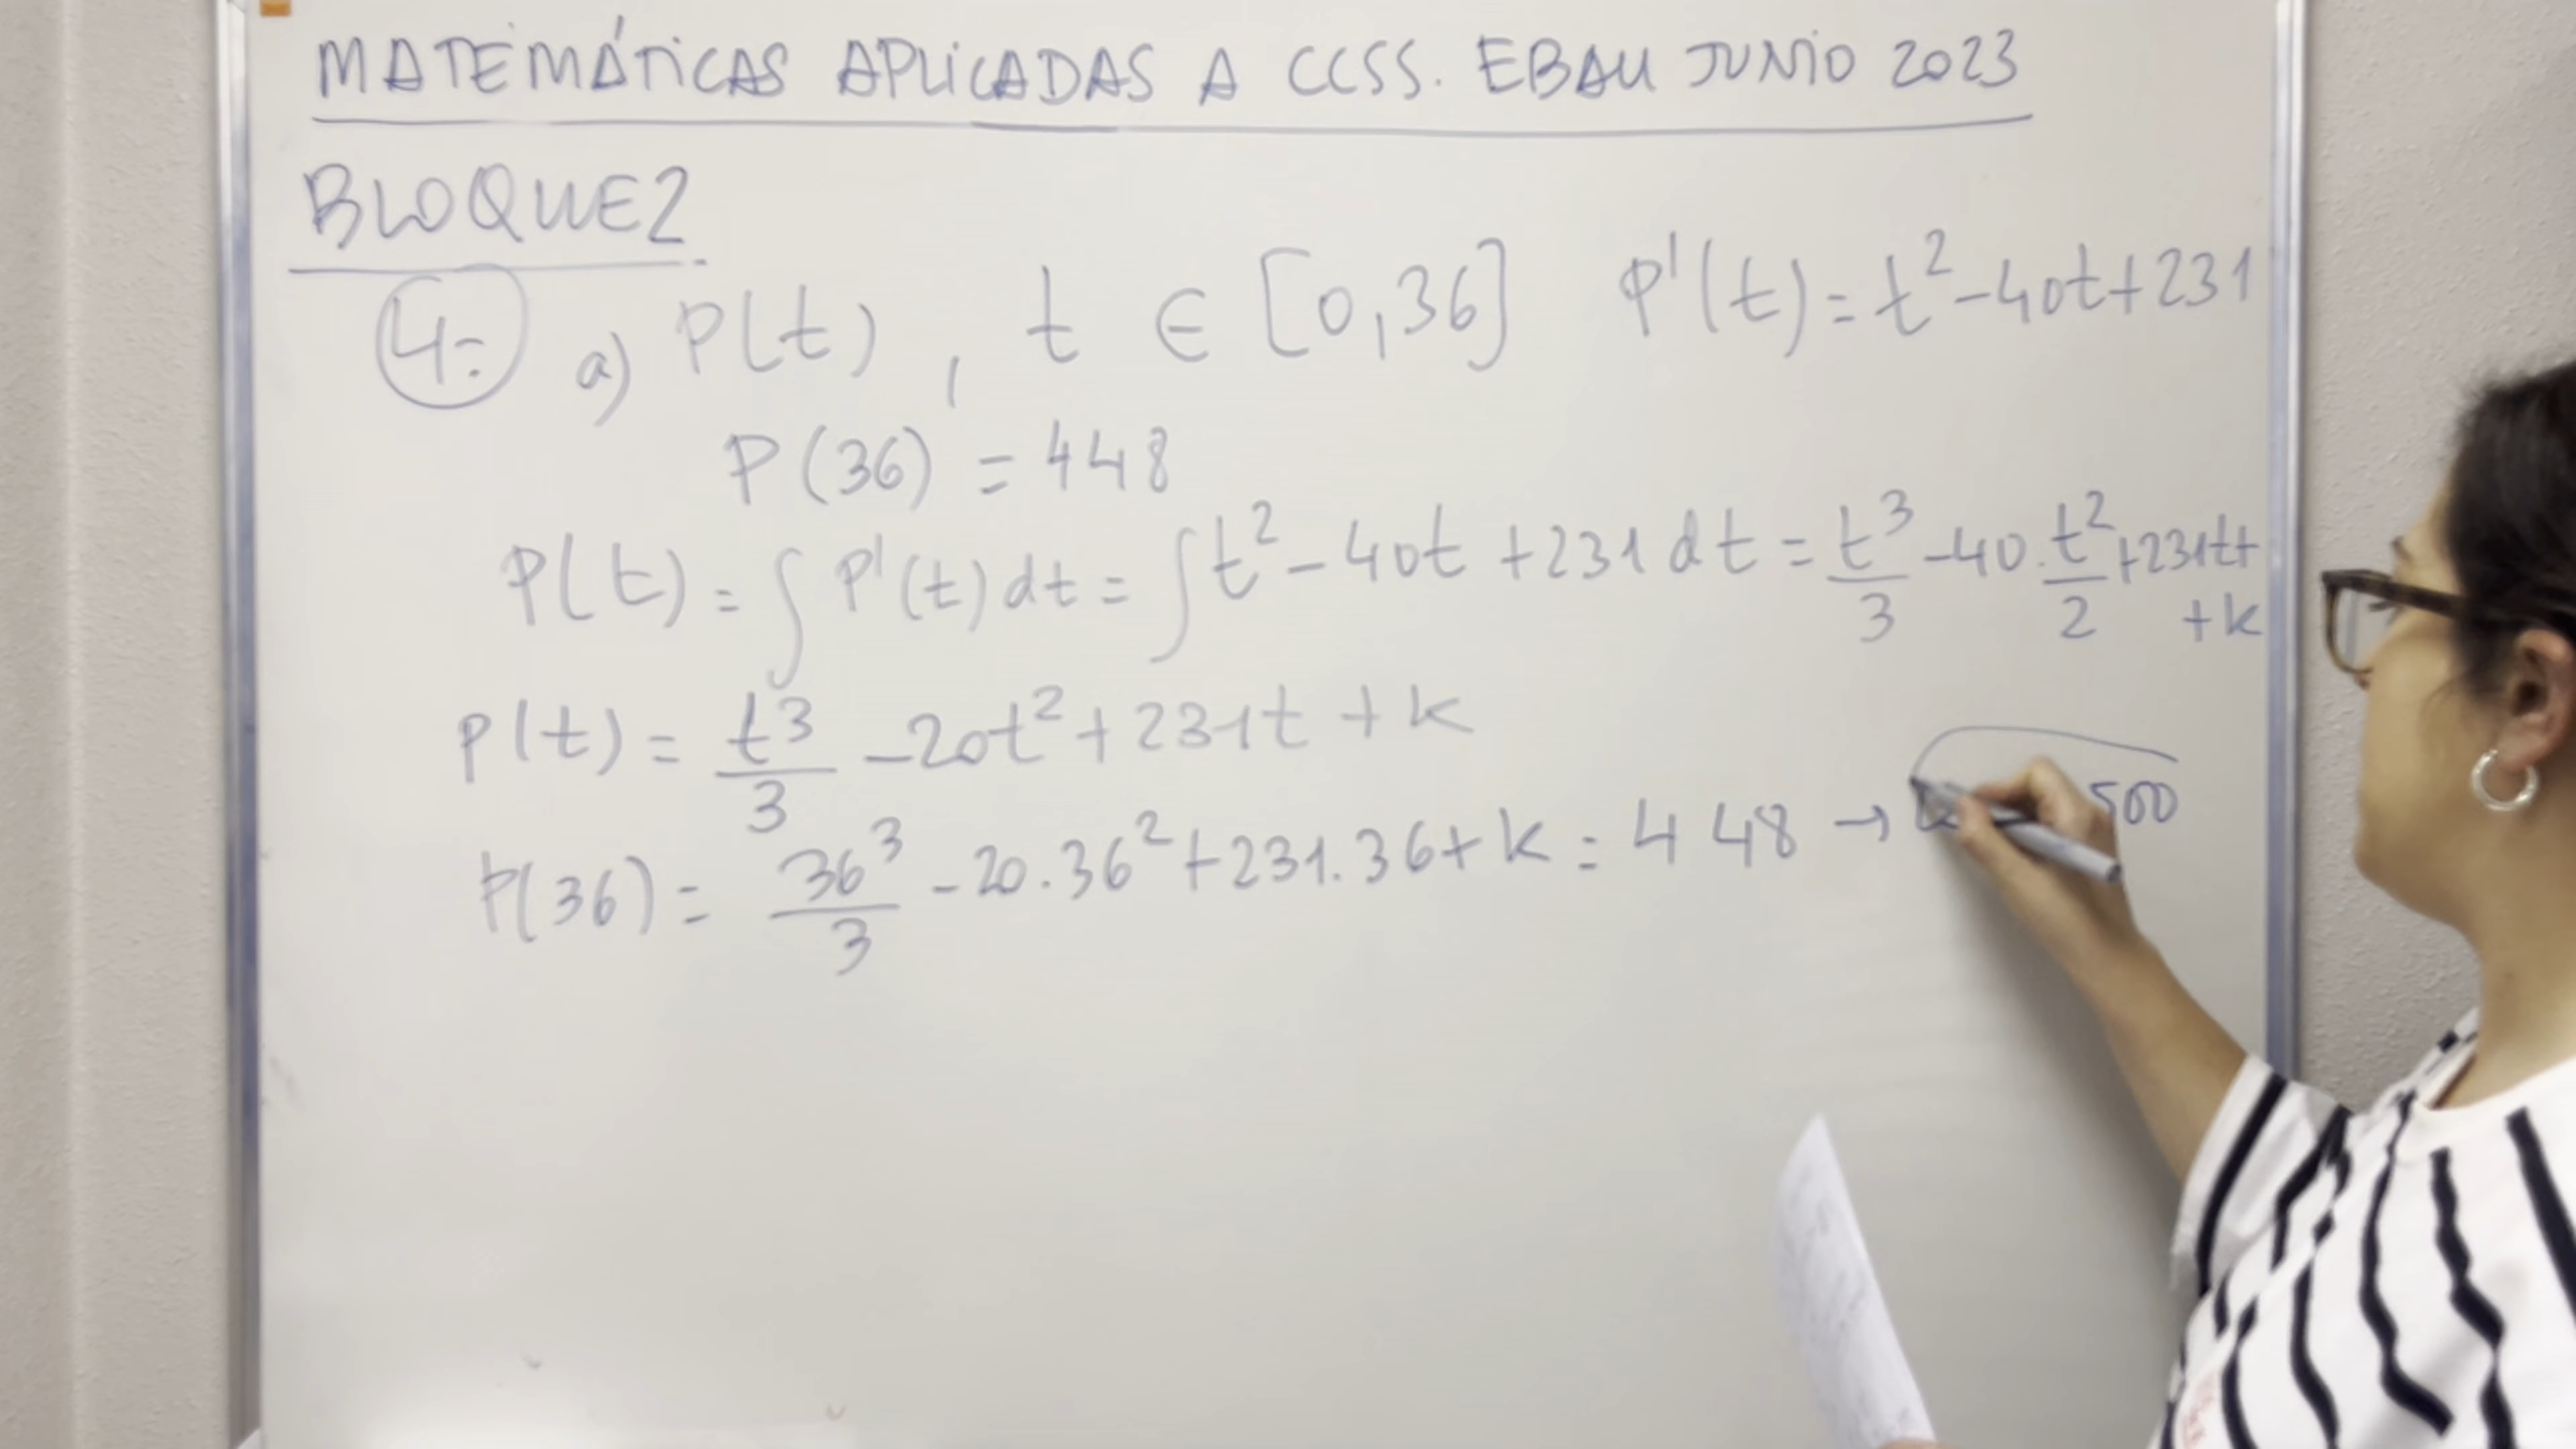 MATEMÁTICAS APLICADAS A CCSS. EBAU JUNIO 2023
BLOQUE 2
4.- a) P(t), t ∈ [0,36] P'(t) = t² - 40t + 231
P(36) = 448
P(t) = ∫ P'(t) dt = ∫ t² - 40t + 231 dt = t³/3 - 40 · t²/2 + 231t +
+ k
P(t) = t³/3 - 20t² + 231t + k
P(36) = 36³/3 - 20.36² + 231.36 + k = 448 → k 500